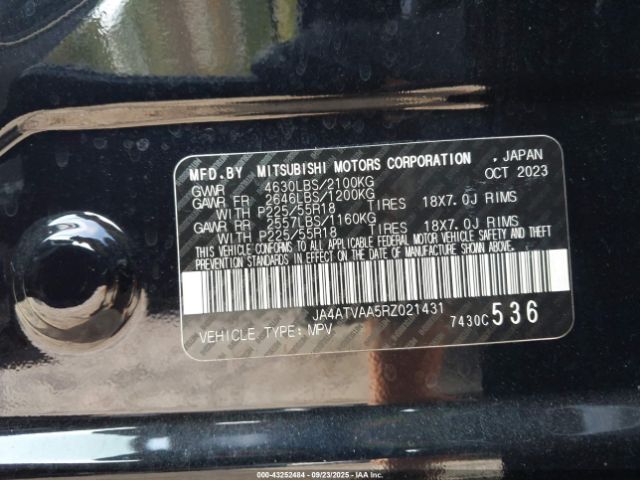 MFD. BY MITSUBISHI MOTORS CORPORATION , JAPAN
GVWR 4630LBS/2100KG OCT 2023
GAWR FR 2646LBS/1200KG
WITH P225/55R18 TIRES 18X7.0J RIMS
GAWR RR 2557LBS/1160KG
WITH P225/55R18 TIRES 18X7.0J RIMS
THIS VEHICLE CONFORMS TO ALL APPLICABLE FEDERAL MOTOR VEHICLE SAFETY AND THEFT
PREVENTION STANDARDS IN EFFECT ON THE DATE OF MANUFACTURE SHOWN ABOVE.
JA4ATVAA5RZ021431
VEHICLE TYPE: MPV 7430C 536
000-43252484 - 09/23/2025 - IAAI.COM